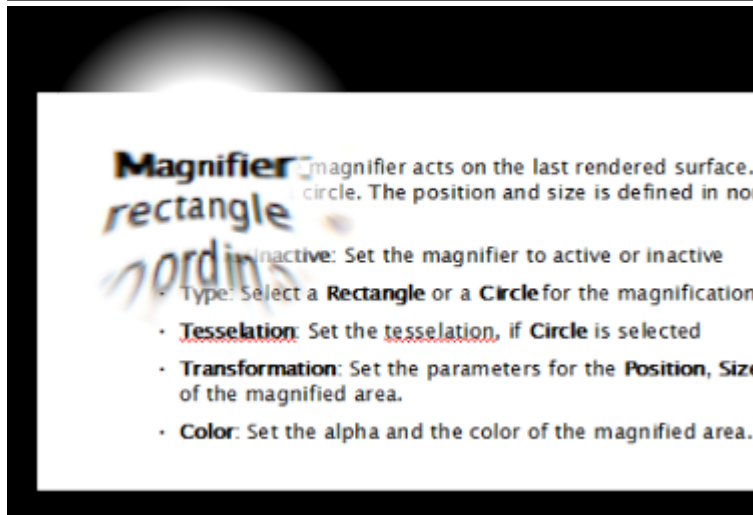 Magnifier: magnifier acts on the last rendered surface.
rectangle circle. The position and size is defined in nor
inactive: Set the magnifier to active or inactive
· Type: Select a Rectangle or a Circle for the magnification
· Tesselation: Set the tesselation, if Circle is selected
· Transformation: Set the parameters for the Position, Size
of the magnified area.
· Color: Set the alpha and the color of the magnified area.